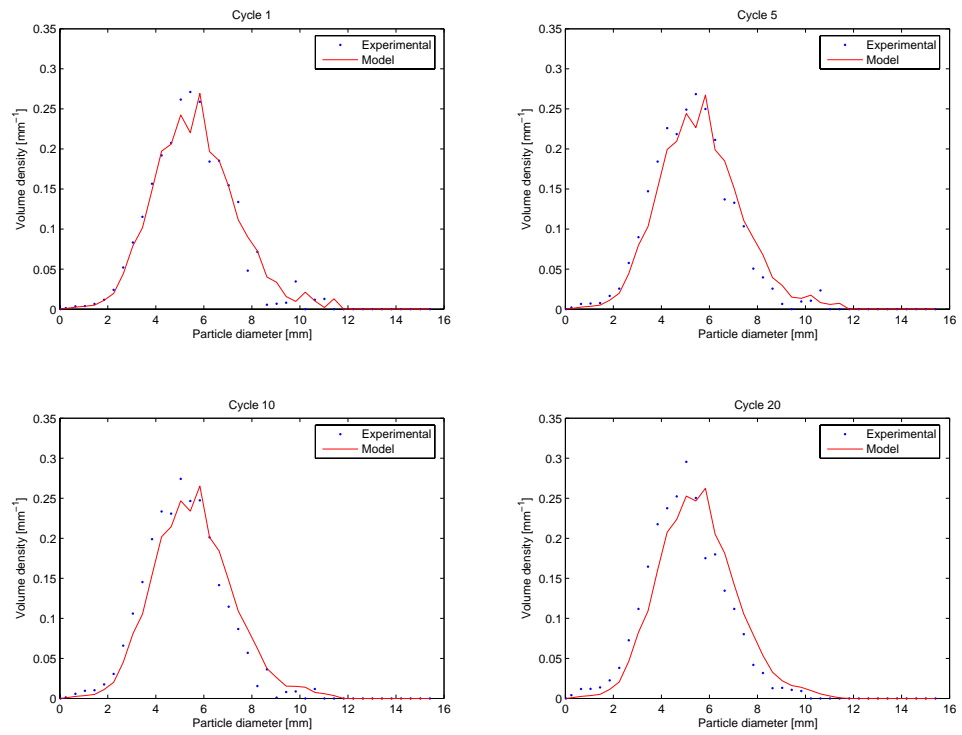 Cycle 1
0.35
0.3
0.25
0.2
0.15
0.1
0.05
0
Volume density [mm⁻¹]
Experimental
Model
0 2 4 6 8 10 12 14 16
Particle diameter [mm]
Cycle 5
0.35
0.3
0.25
0.2
0.15
0.1
0.05
0
Volume density [mm⁻¹]
Experimental
Model
0 2 4 6 8 10 12 14 16
Particle diameter [mm]
Cycle 10
0.35
0.3
0.25
0.2
0.15
0.1
0.05
0
Volume density [mm⁻¹]
Experimental
Model
0 2 4 6 8 10 12 14 16
Particle diameter [mm]
Cycle 20
0.35
0.3
0.25
0.2
0.15
0.1
0.05
0
Volume density [mm⁻¹]
Experimental
Model
0 2 4 6 8 10 12 14 16
Particle diameter [mm]